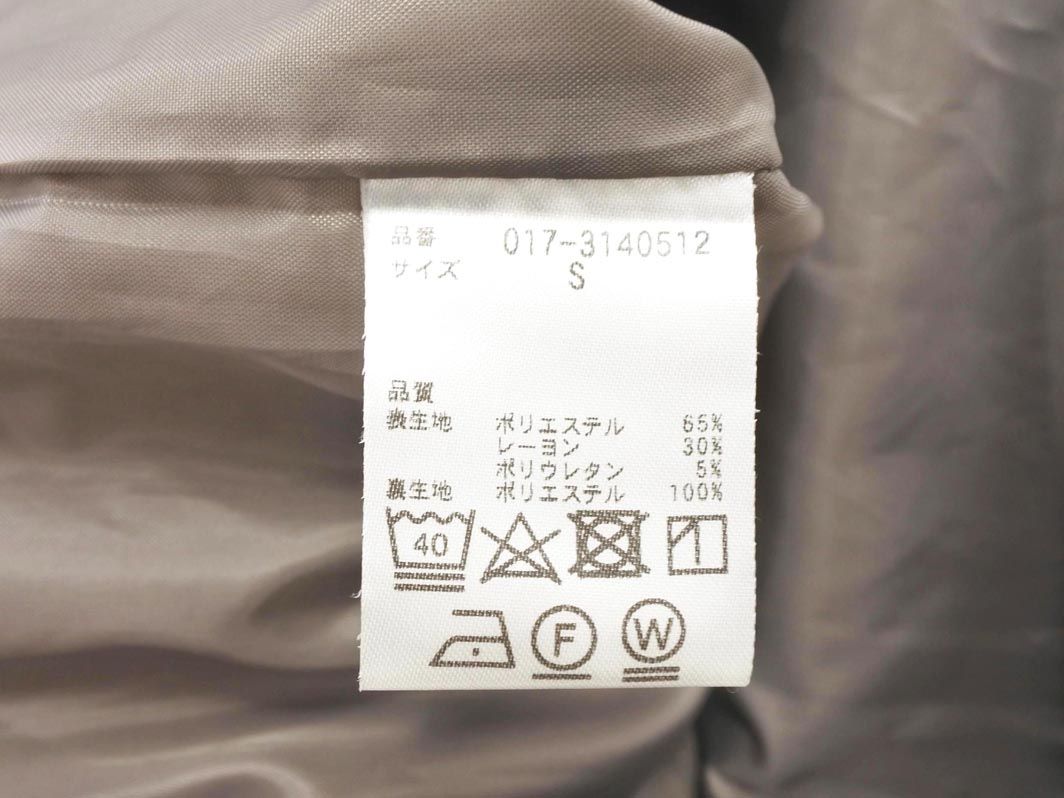 品番 017-3140512
サイズ S
品質
表生地 ポリエステル 65%
レーヨン 30%
ポリウレタン 5%
裏生地 ポリエステル 100%
40
F W